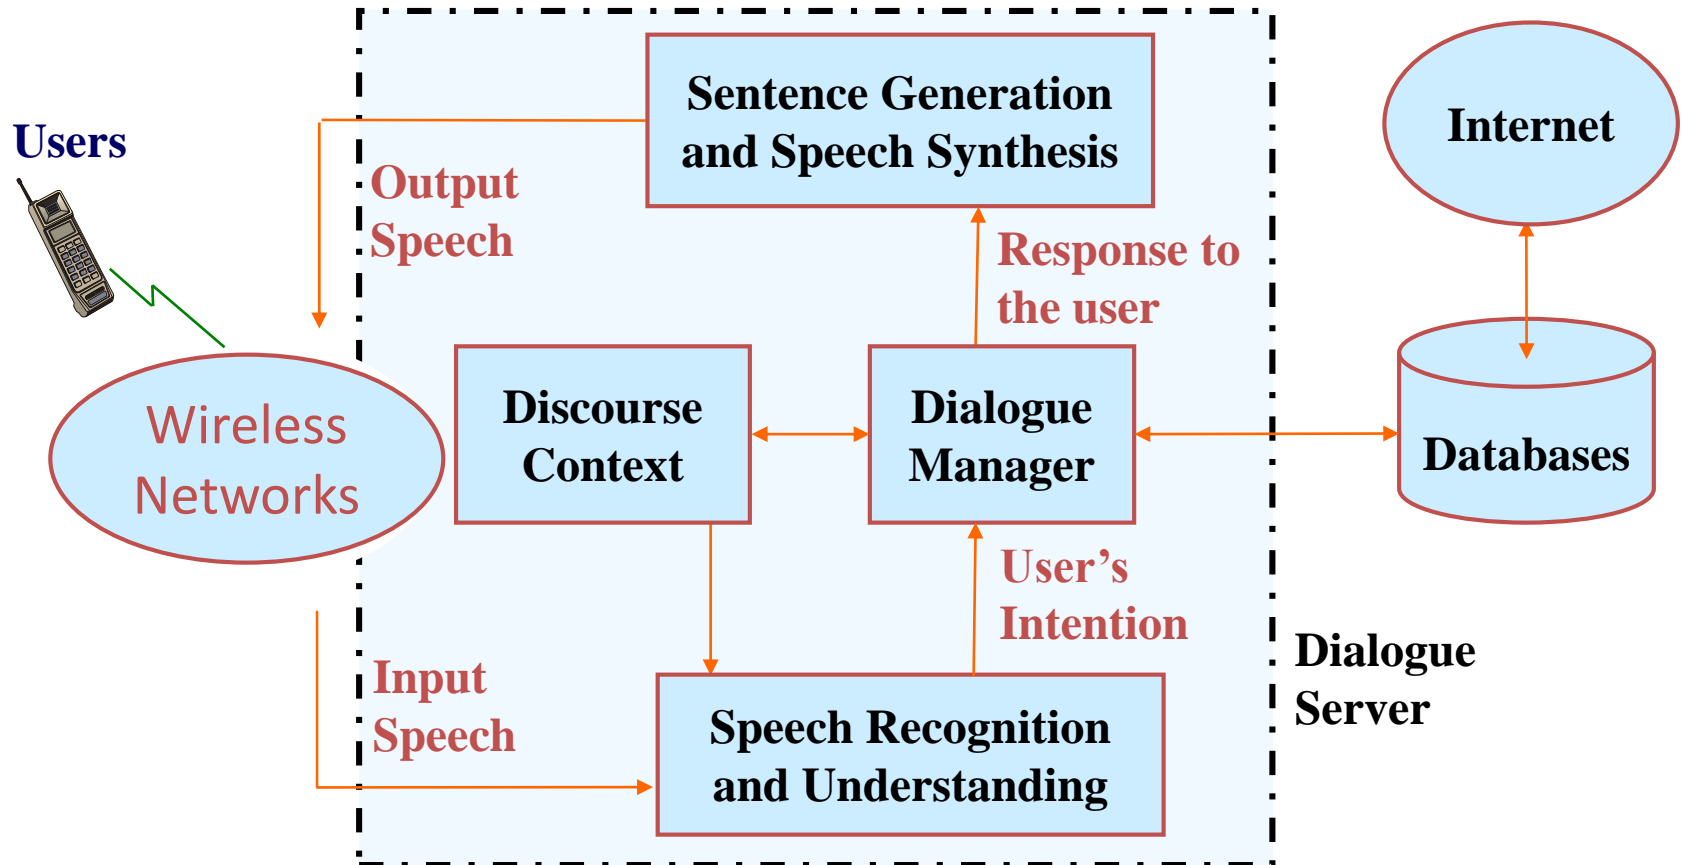 Sentence Generation
and Speech Synthesis
Internet
Users
Output
Speech
Response to
the user
Wireless
Networks
Discourse
Context
Dialogue
Manager
Databases
User’s
Intention
Input
Speech
Speech Recognition
and Understanding
Dialogue
Server